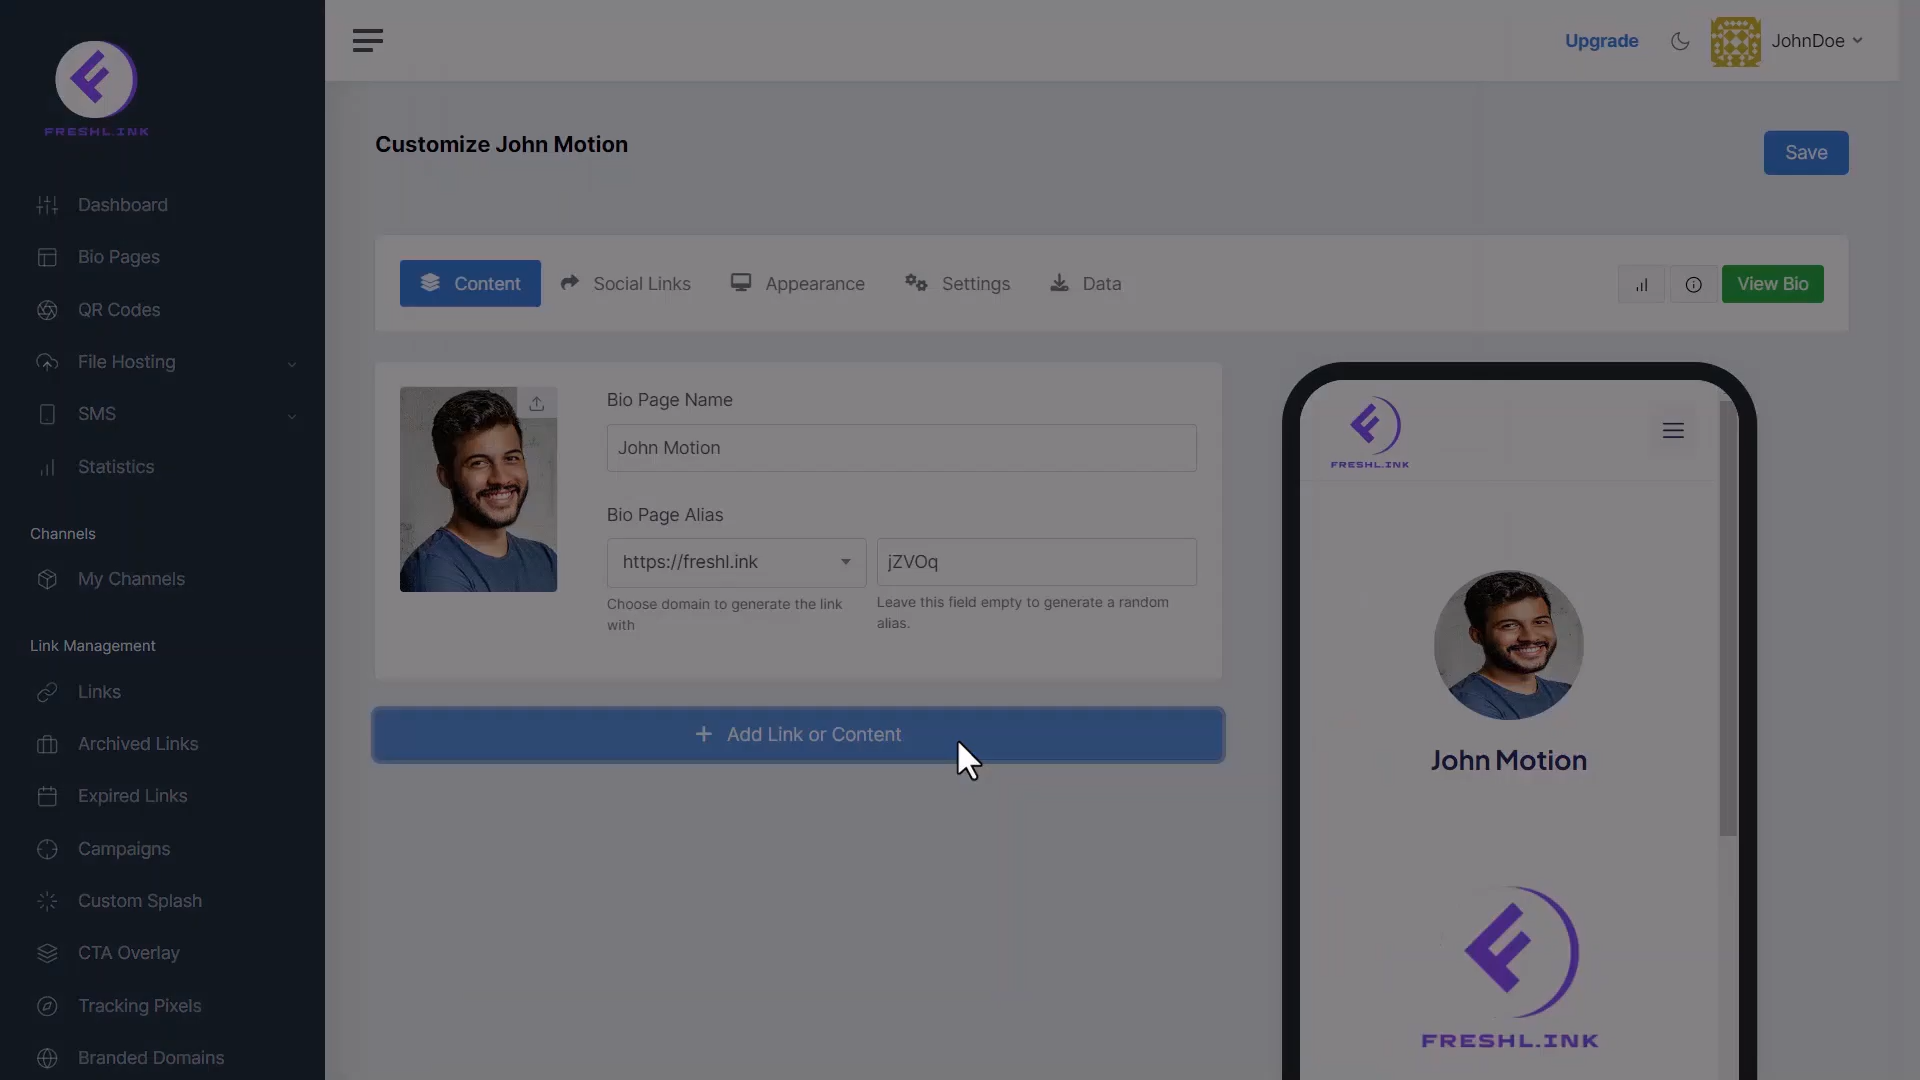 FRESHL.INK
Dashboard
Bio Pages
QR Codes
File Hosting
SMS
Statistics
Channels
My Channels
Link Management
Links
Archived Links
Expired Links
Campaigns
Custom Splash
CTA Overlay
Tracking Pixels
Branded Domains
Upgrade
JohnDoe
Customize John Motion
Save
Content
Social Links
Appearance
Settings
Data
View Bio
Bio Page Name
John Motion
Bio Page Alias
https://freshl.ink
jZVOq
Choose domain to generate the link
with
Leave this field empty to generate a random
alias.
+ Add Link or Content
FRESHL.INK
John Motion
FRESHL.INK